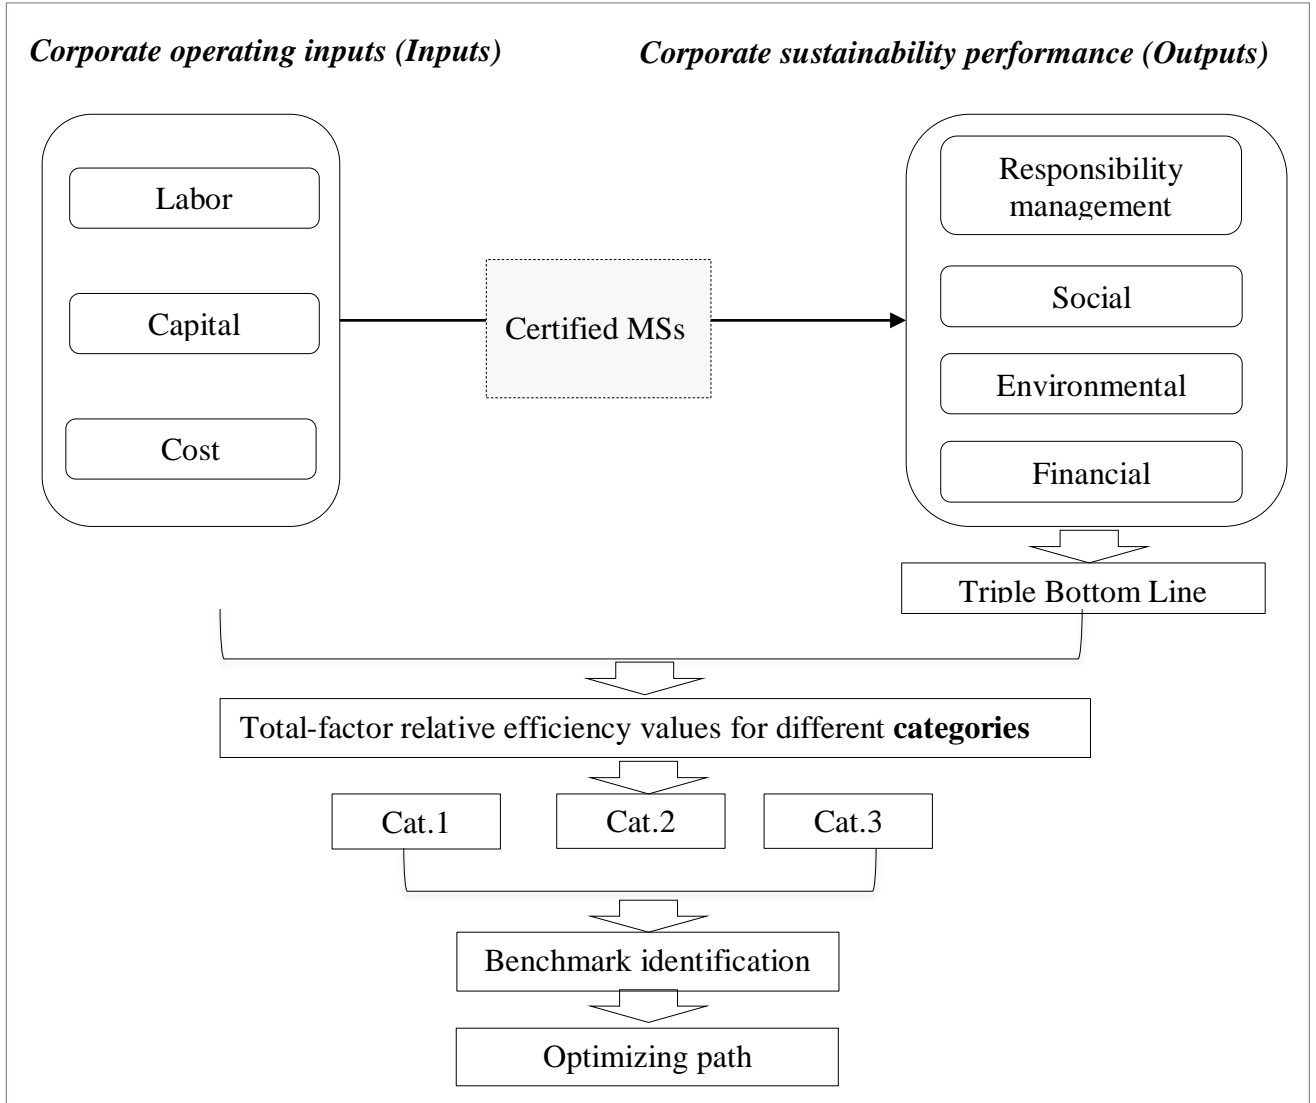 Corporate operating inputs (Inputs)
Corporate sustainability performance (Outputs)
Labor
Capital
Cost
Certified MSs
Responsibility
management
Social
Environmental
Financial
Triple Bottom Line
Total-factor relative efficiency values for different categories
Cat.1
Cat.2
Cat.3
Benchmark identification
Optimizing path